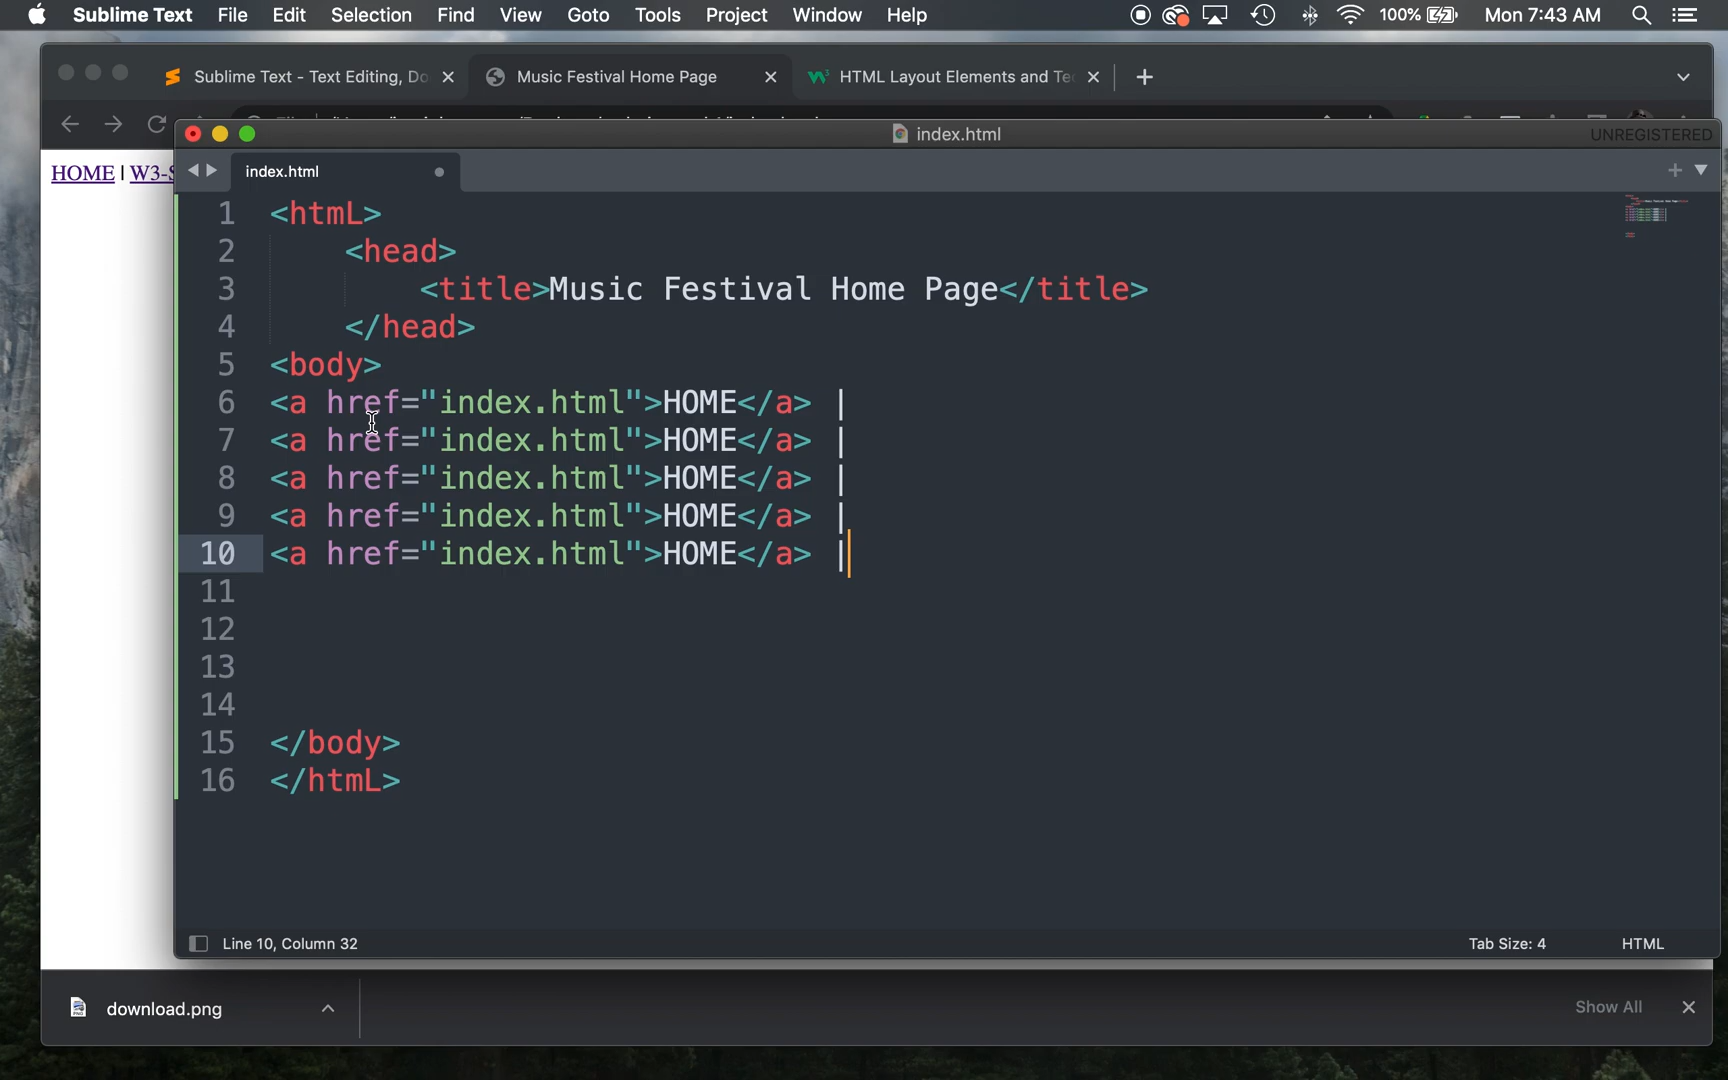 Sublime Text File Edit Selection Find View Goto Tools Project Window Help 100% Mon 7:43 AM
Sublime Text - Text Editing, Do Music Festival Home Page HTML Layout Elements and Te
index.html UNREGISTERED
HOME | W3-S
index.html
1 <htmL>
2 <head>
3 <title>Music Festival Home Page</title>
4 </head>
5 <body>
6 <a href="index.html">HOME</a> |
7 <a href="index.html">HOME</a> |
8 <a href="index.html">HOME</a> |
9 <a href="index.html">HOME</a> |
10 <a href="index.html">HOME</a> |
11
12
13
14
15 </body>
16 </htmL>
Line 10, Column 32 Tab Size: 4 HTML
download.png Show All